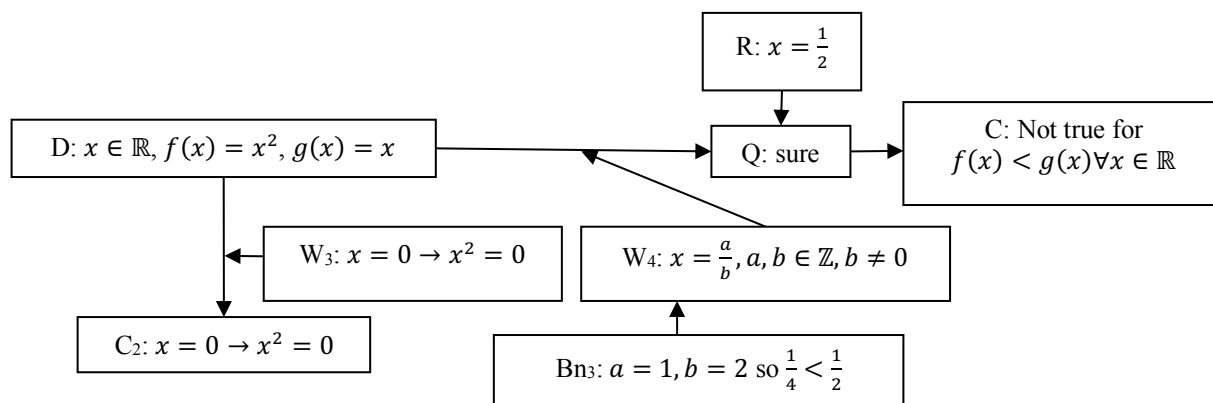 R: 𝑥 = 1/2
D: 𝑥 ∈ ℝ, 𝑓(𝑥) = 𝑥², 𝑔(𝑥) = 𝑥
Q: sure
C: Not true for
𝑓(𝑥) < 𝑔(𝑥)∀𝑥 ∈ ℝ
W₃: 𝑥 = 0 → 𝑥² = 0
W₄: 𝑥 = 𝑎/𝑏, 𝑎, 𝑏 ∈ ℤ, 𝑏 ≠ 0
C₂: 𝑥 = 0 → 𝑥² = 0
Bn₃: 𝑎 = 1, 𝑏 = 2 so 1/4 < 1/2